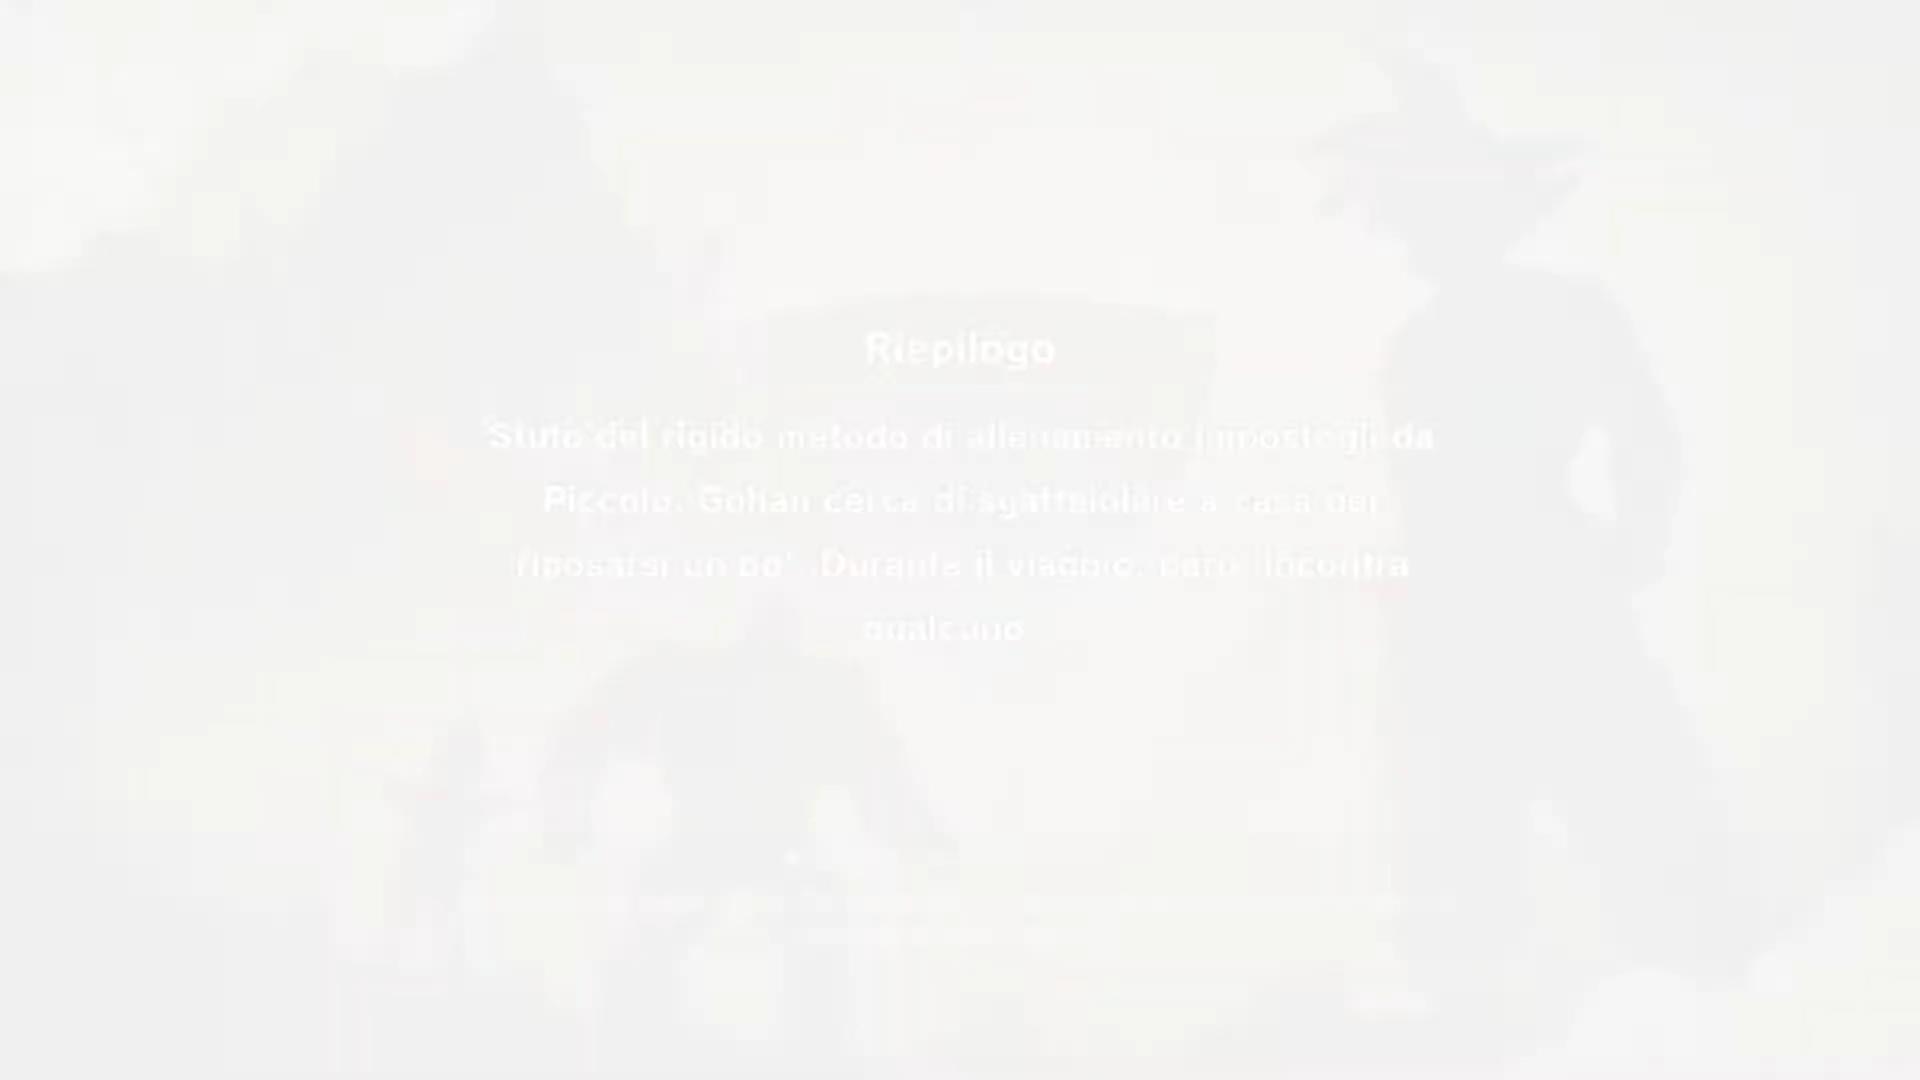 Riepilogo
Stufo del rigido metodo di allenamento impostogli da
Piccolo, Gohan cerca di sgattaiolare a casa per
riposarsi un po'. Durante il viaggio, però, incontra
qualcuno